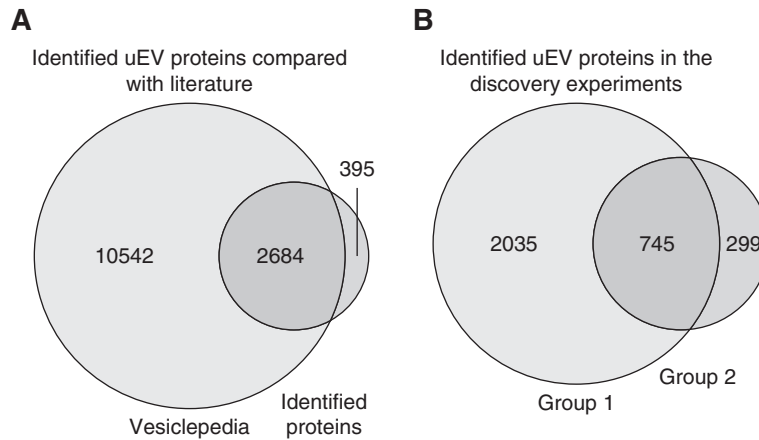 A
Identified uEV proteins compared
with literature
395
10542
2684
Vesiclepedia
Identified
proteins
B
Identified uEV proteins in the
discovery experiments
2035
745
299
Group 2
Group 1